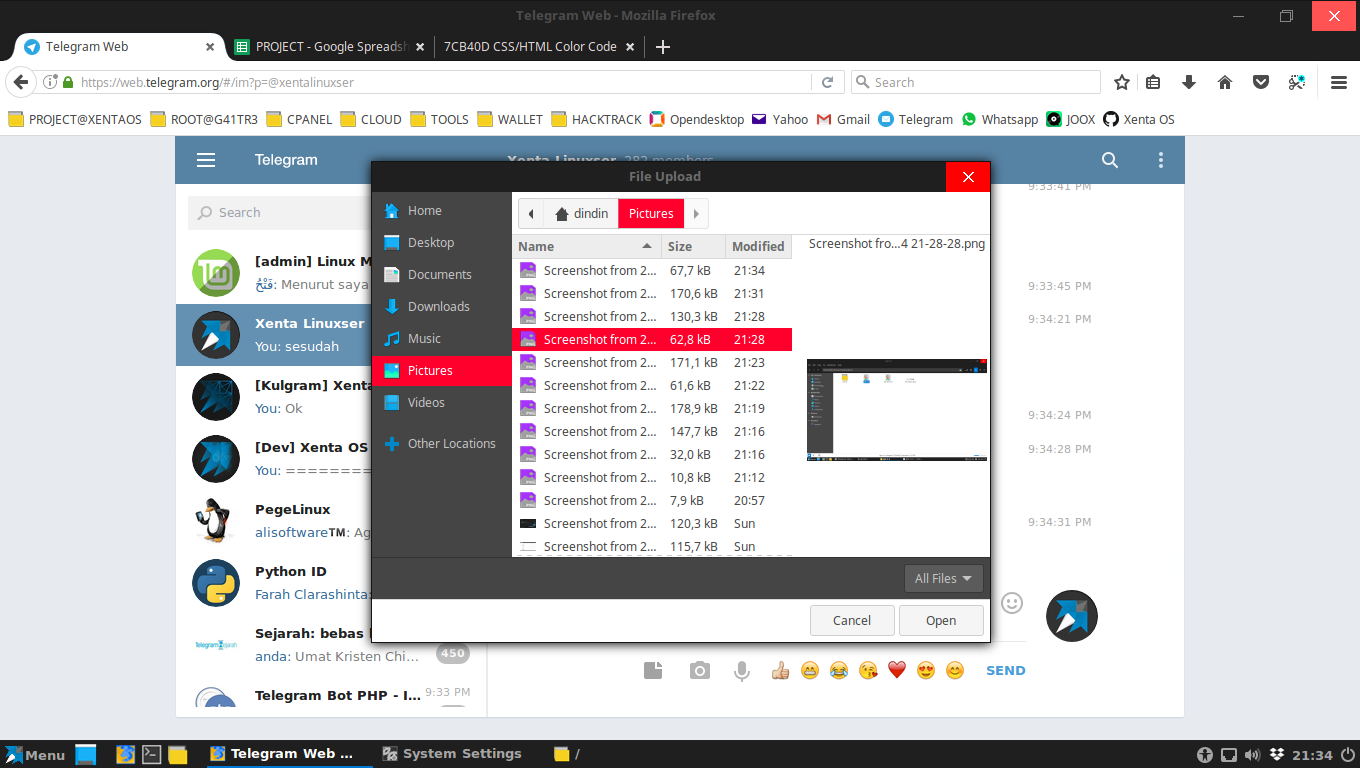 Telegram Web - Mozilla Firefox
Telegram Web
PROJECT - Google Spreadsh
7CB40D CSS/HTML Color Code
https://web.telegram.org/#/im?p=@xentalinuxser
Search
PROJECT@XENTAOS
ROOT@G41TR3
CPANEL
CLOUD
TOOLS
WALLET
HACKTRACK
Opendesktop
Yahoo
Gmail
Telegram
Whatsapp
JOOX
Xenta OS
Telegram
Xenta Linuxser 282 members
Search
[admin] Linux M
Menurut saya
Xenta Linuxser
You: sesudah
[Kulgram] Xenta
You: Ok
[Dev] Xenta OS
You: =========
PegeLinux
alisoftware™: Ag
Python ID
Farah Clarashinta:
Sejarah: bebas
anda: Umat Kristen Chi...
450
Telegram Bot PHP - I...
9:33 PM
File Upload
Home
Desktop
Documents
Downloads
Music
Pictures
Videos
Other Locations
dindin
Pictures
Name Size Modified
Screenshot from 2... 67,7 kB 21:34
Screenshot from 2... 170,6 kB 21:31
Screenshot from 2... 130,3 kB 21:28
Screenshot from 2... 62,8 kB 21:28
Screenshot from 2... 171,1 kB 21:23
Screenshot from 2... 61,6 kB 21:22
Screenshot from 2... 178,9 kB 21:19
Screenshot from 2... 147,7 kB 21:16
Screenshot from 2... 32,0 kB 21:16
Screenshot from 2... 10,8 kB 21:12
Screenshot from 2... 7,9 kB 20:57
Screenshot from 2... 120,3 kB Sun
Screenshot from 2... 115,7 kB Sun
Screenshot fro...4 21-28-28.png
All Files
Cancel
Open
9:33:41 PM
9:33:45 PM
9:34:21 PM
9:34:24 PM
9:34:28 PM
9:34:31 PM
SEND
Menu
Telegram Web ...
System Settings
/
21:34